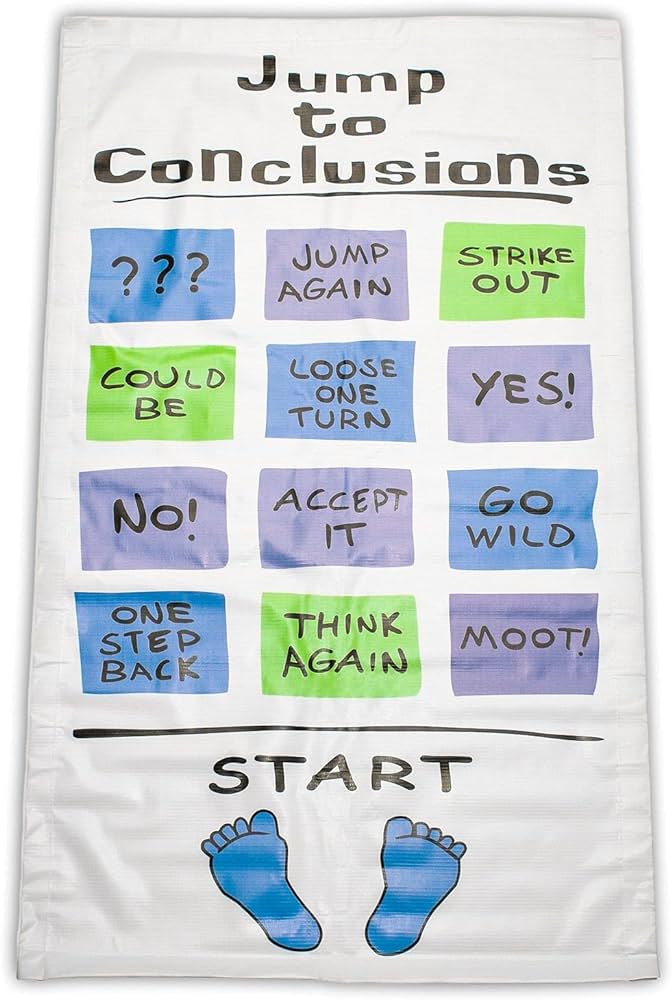 Jump
to
Conclusions
???
JUMP
AGAIN
STRIKE
OUT
COULD
BE
LOOSE
ONE
TURN
YES!
NO!
ACCEPT
IT
GO
WILD
ONE
STEP
BACK
THINK
AGAIN
MOOT!
START